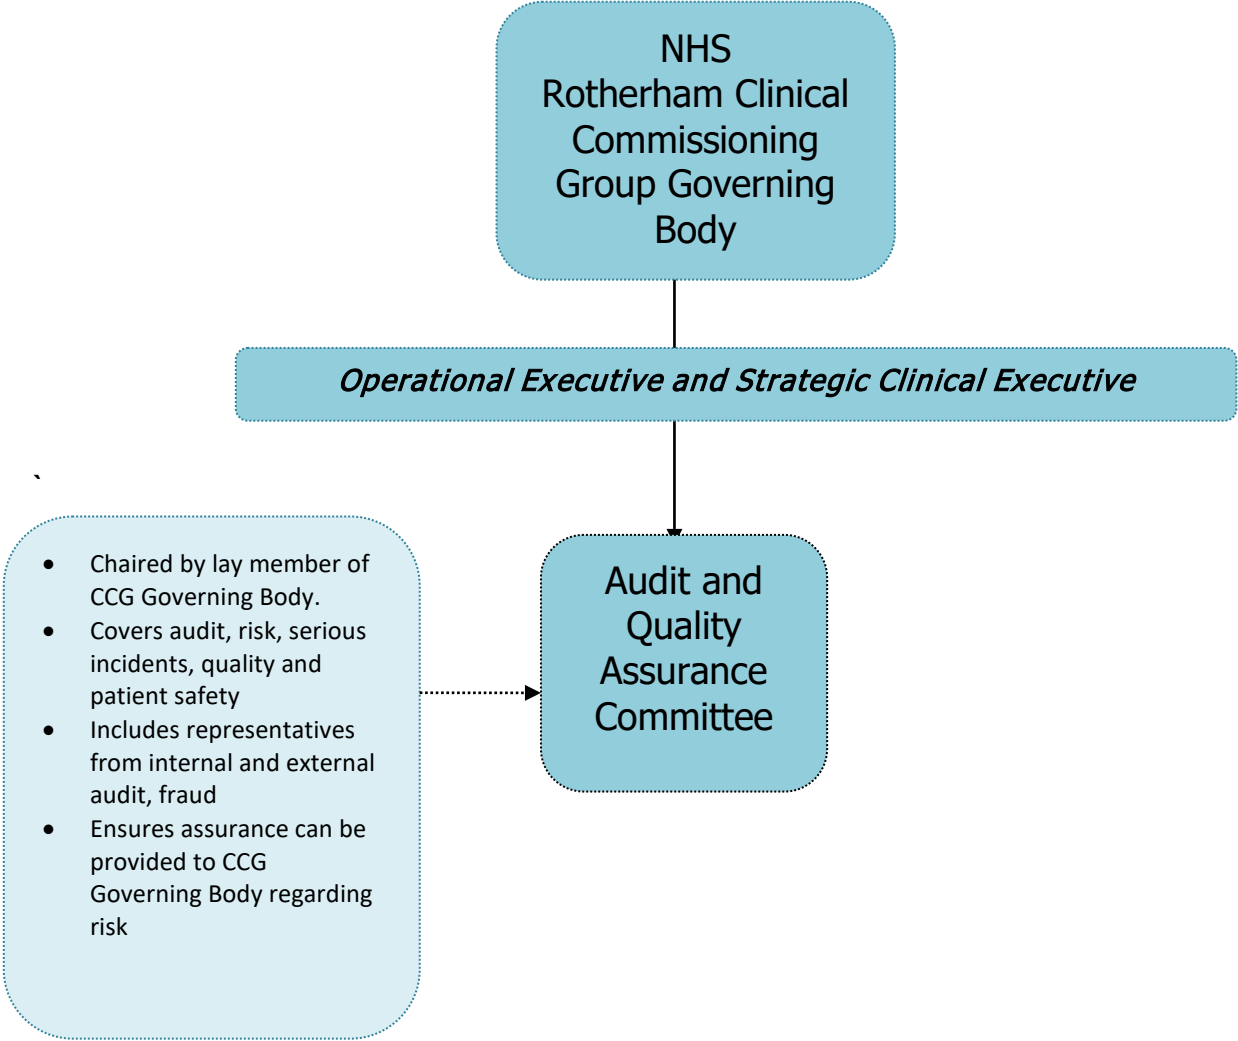 NHS
Rotherham Clinical
Commissioning
Group Governing
Body
Operational Executive and Strategic Clinical Executive
`
• Chaired by lay member of
CCG Governing Body.
• Covers audit, risk, serious
incidents, quality and
patient safety
• Includes representatives
from internal and external
audit, fraud
• Ensures assurance can be
provided to CCG
Governing Body regarding
risk
Audit and
Quality
Assurance
Committee